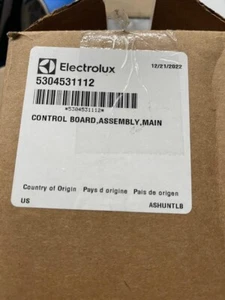 Electrolux
12/21/2022
5304531112
*5304531112*
CONTROL BOARD,ASSEMBLY,MAIN
Country of Origin Pays d origine Pais de origen
US ASHUNTLB